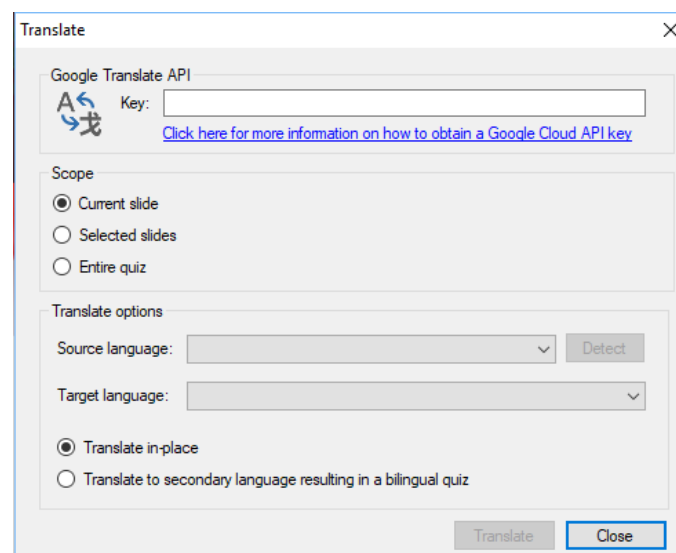 Translate
Google Translate API
Key:
Click here for more information on how to obtain a Google Cloud API key
Scope
Current slide
Selected slides
Entire quiz
Translate options
Source language:
Detect
Target language:
Translate in-place
Translate to secondary language resulting in a bilingual quiz
Translate Close